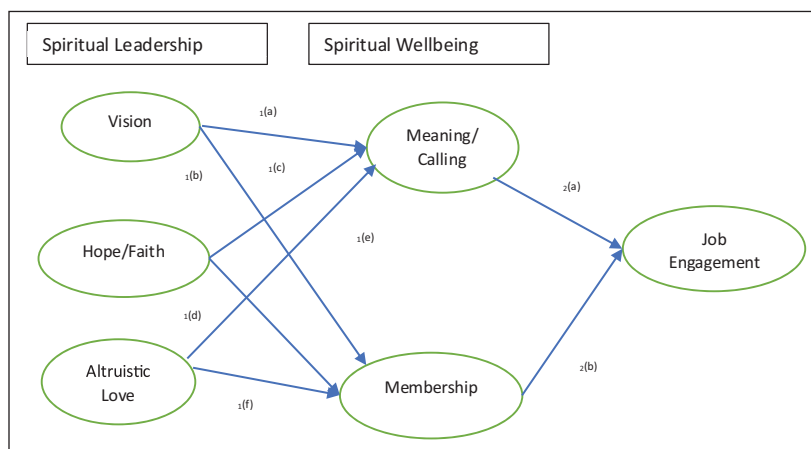 Spiritual Leadership
Spiritual Wellbeing
Vision
1(a)
Meaning/
Calling
1(b)
1(c)
2(a)
Hope/Faith
1(e)
Job
Engagement
1(d)
Altruistic
Love
Membership
2(b)
1(f)